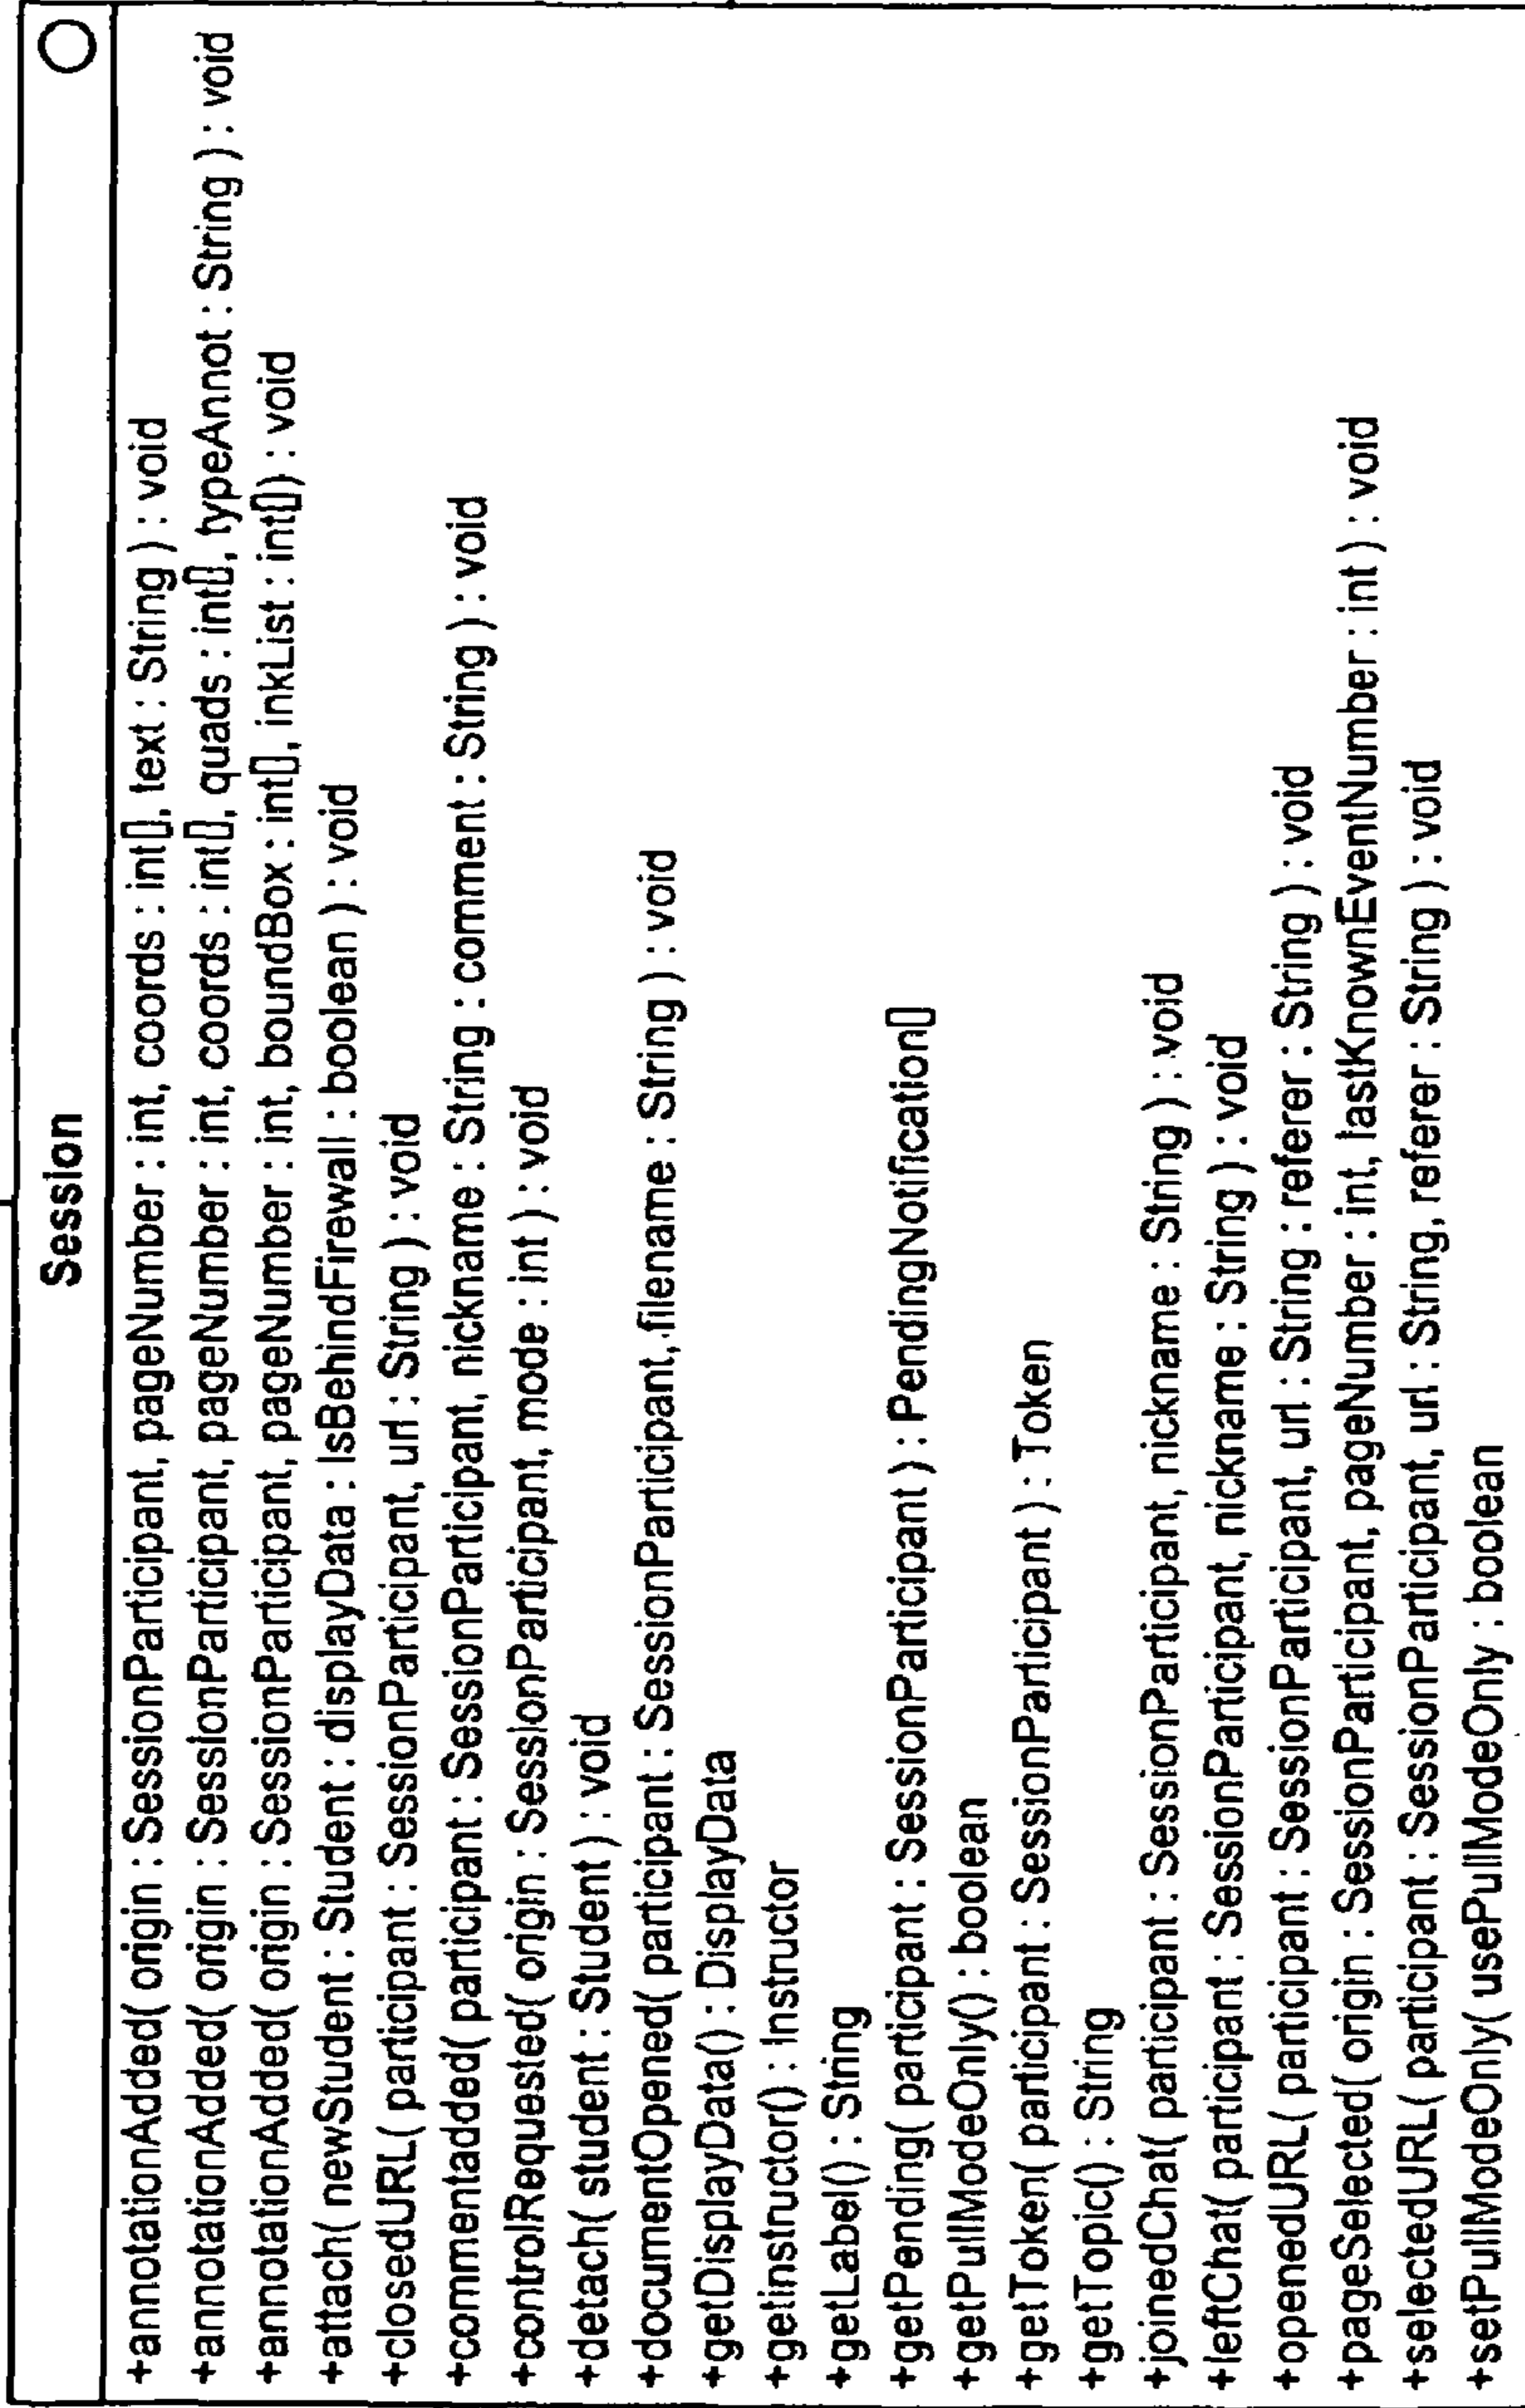 Session
+annotationAdded( origin : SessionParticipant, pageNumber : int, coords : int[], text : String ) : void
+annotationAdded( origin : SessionParticipant, pageNumber : int, coords : int[], quads : int[], typeAnnot : String ) : void
+annotationAdded( origin : SessionParticipant, pageNumber : int, boundBox : int[], inkList : int[]) : void
+attach( newStudent : Student : displayData : IsBehindFirewall : boolean ) : void
+closedURL( participant : SessionParticipant, url : String ) : void
+commentadded( participant : SessionParticipant, nickname : String : comment : String ) : void
+controlRequested( origin : SessionParticipant, mode : int ) : void
+detach( student : Student ) : void
+documentOpened( participant : SessionParticipant, filename : String ) : void
+getDisplayData() : DisplayData
+getinstructor() : Instructor
+getLabel() : String
+getPending( participant : SessionParticipant ) : PendingNotification[]
+getPullModeOnly() : boolean
+getToken( participant : SessionParticipant ) : Token
+getTopic() : String
+joinedChat( participant : SessionParticipant, nickname : String ) : void
+leftChat( participant : SessionParticipant, nickname : String ) : void
+openedURL( participant : SessionParticipant, url : String : referer : String ) : void
+pageSelected( origin : SessionParticipant, pageNumber : int, lastKnownEventNumber : int ) : void
+selectedURL( participant : SessionParticipant, url : String, referer : String ) : void
+setPullModeOnly( usePullModeOnly : boolean